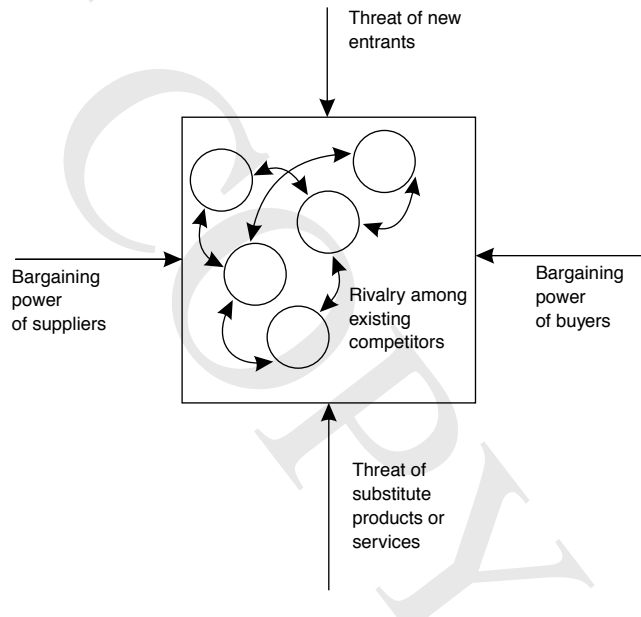 Threat of new
entrants
Bargaining
power
of suppliers
Rivalry among
existing
competitors
Bargaining
power
of buyers
Threat of
substitute
products or
services
COPY